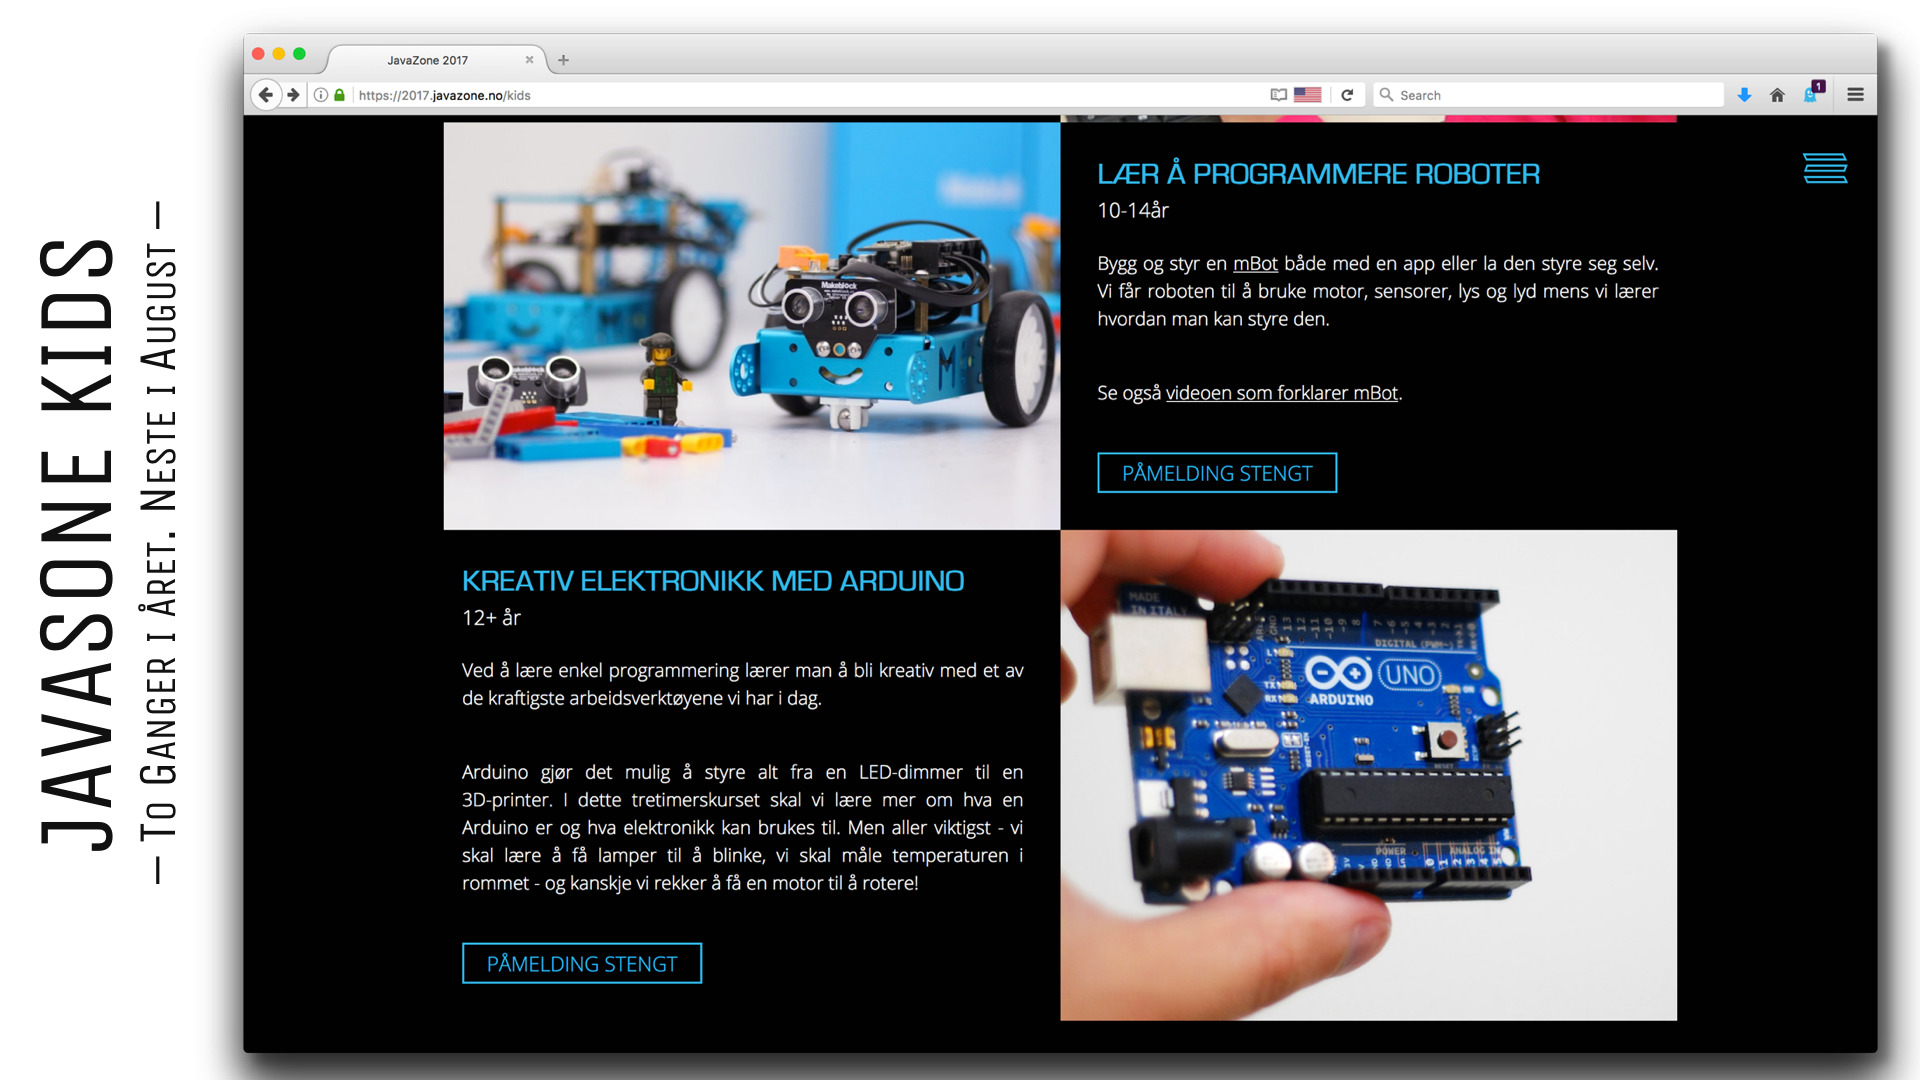 JAVASONE KIDS
– To Ganger i Året. Neste i August –
JavaZone 2017
https://2017.javazone.no/kids
Search
1
LÆR Å PROGRAMMERE ROBOTER
10-14år
Bygg og styr en mBot både med en app eller la den styre seg selv.
Vi får roboten til å bruke motor, sensorer, lys og lyd mens vi lærer
hvordan man kan styre den.
Se også videoen som forklarer mBot.
PÅMELDING STENGT
Makeblock
KREATIV ELEKTRONIKK MED ARDUINO
12+ år
Ved å lære enkel programmering lærer man å bli kreativ med et av
de kraftigste arbeidsverktøyene vi har i dag.
Arduino gjør det mulig å styre alt fra en LED-dimmer til en
3D-printer. I dette tretimerskurset skal vi lære mer om hva en
Arduino er og hva elektronikk kan brukes til. Men aller viktigst - vi
skal lære å få lamper til å blinke, vi skal måle temperaturen i
rommet - og kanskje vi rekker å få en motor til å rotere!
PÅMELDING STENGT
MADE
IN ITALY
DIGITAL (PWM~)
UNO
ARDUINO
TX
RX
ON
RESET
POWER
ANALOG IN